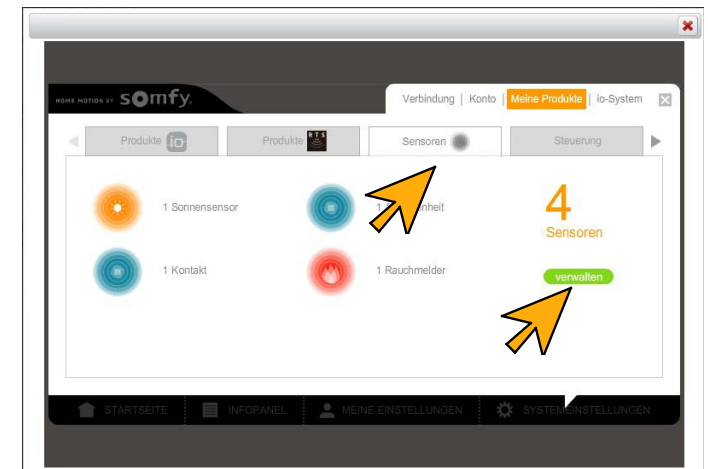 HOME MOTION BY somfy.
Verbindung | Konto | Meine Produkte | io-System
Produkte io
Produkte RTS
Sensoren
Steuerung
1 Sonnensensor
1
4
Sensoren
1 Kontakt
1 Rauchmelder
verwalten
STARTSEITE
INFOPANEL
MEINE EINSTELLUNGEN
SYSTEMEINSTELLUNGEN